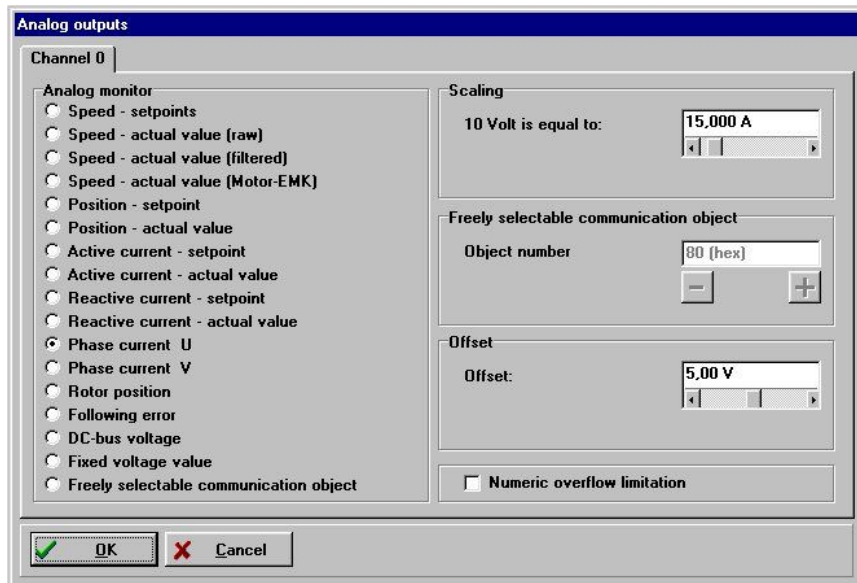 Analog outputs
Channel 0
Analog monitor
Speed - setpoints
Speed - actual value (raw)
Speed - actual value (filtered)
Speed - actual value (Motor-EMK)
Position - setpoint
Position - actual value
Active current - setpoint
Active current - actual value
Reactive current - setpoint
Reactive current - actual value
Phase current U
Phase current V
Rotor position
Following error
DC-bus voltage
Fixed voltage value
Freely selectable communication object
Scaling
10 Volt is equal to: 15,000 A
Freely selectable communication object
Object number 80 (hex)
Offset
Offset: 5,00 V
Numeric overflow limitation
OK Cancel